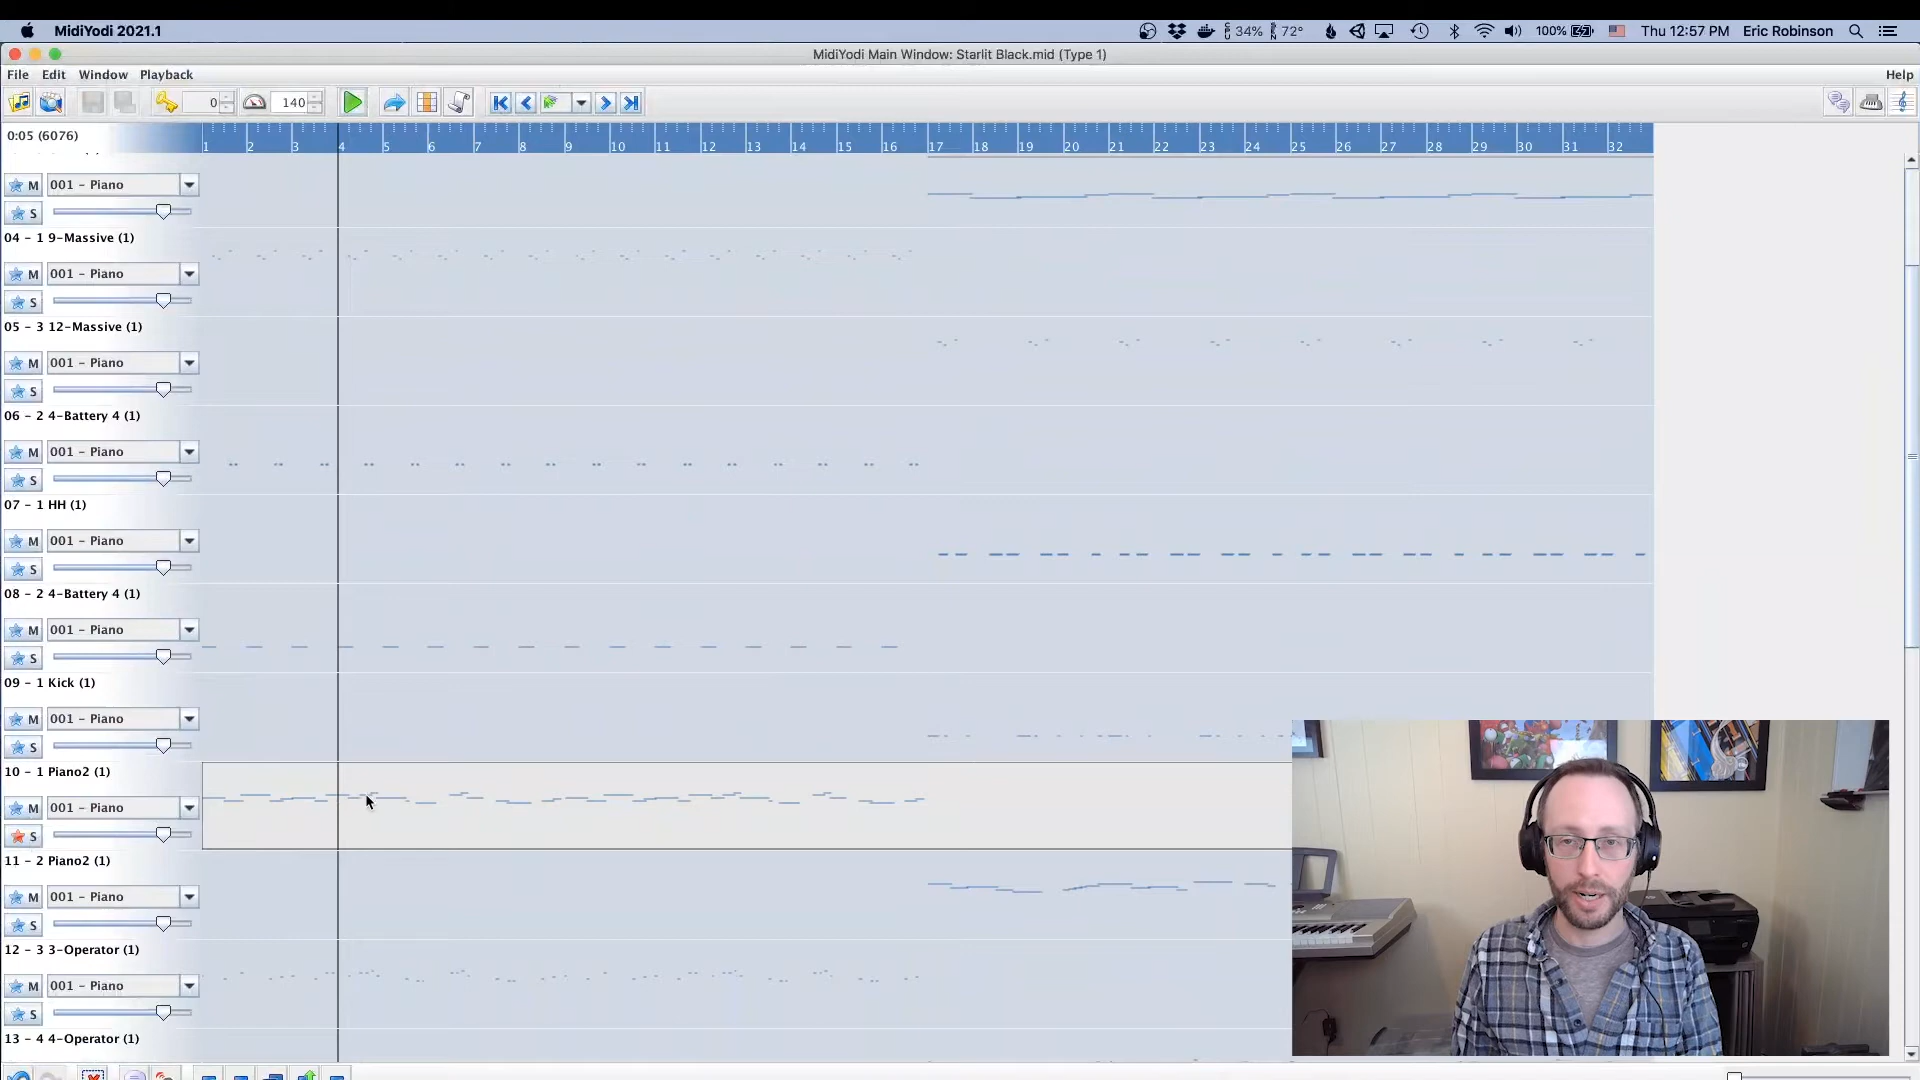 MidiYodi 2021.1
34% 72° 100% Thu 12:57 PM Eric Robinson
MidiYodi Main Window: Starlit Black.mid (Type 1)
File Edit Window Playback Help
0 140
0:05 (6076)
1 2 3 4 5 6 7 8 9 10 11 12 13 14 15 16 17 18 19 20 21 22 23 24 25 26 27 28 29 30 31 32
M 001 - Piano
S
04 - 1 9-Massive (1)
M 001 - Piano
S
05 - 3 12-Massive (1)
M 001 - Piano
S
06 - 2 4-Battery 4 (1)
M 001 - Piano
S
07 - 1 HH (1)
M 001 - Piano
S
08 - 2 4-Battery 4 (1)
M 001 - Piano
S
09 - 1 Kick (1)
M 001 - Piano
S
10 - 1 Piano2 (1)
M 001 - Piano
S
11 - 2 Piano2 (1)
M 001 - Piano
S
12 - 3 3-Operator (1)
M 001 - Piano
S
13 - 4 4-Operator (1)